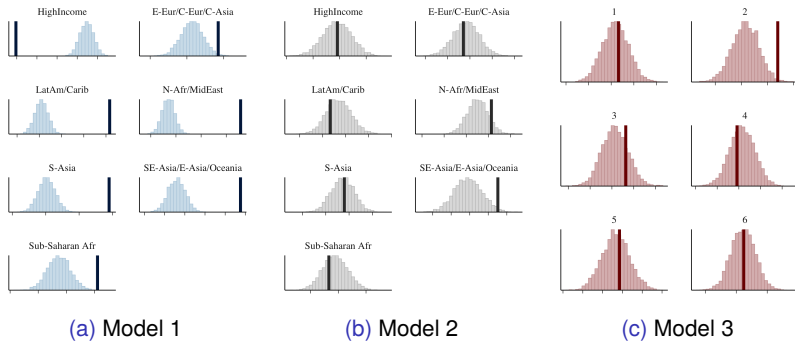 HighIncome
E-Eur/C-Eur/C-Asia
LatAm/Carib
N-Afr/MidEast
S-Asia
SE-Asia/E-Asia/Oceania
Sub-Saharan Afr
(a) Model 1
HighIncome
E-Eur/C-Eur/C-Asia
LatAm/Carib
N-Afr/MidEast
S-Asia
SE-Asia/E-Asia/Oceania
Sub-Saharan Afr
(b) Model 2
1
2
3
4
5
6
(c) Model 3